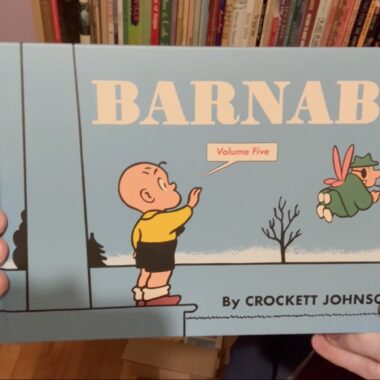 BARNAB
Volume Five
By CROCKETT JOHNSO